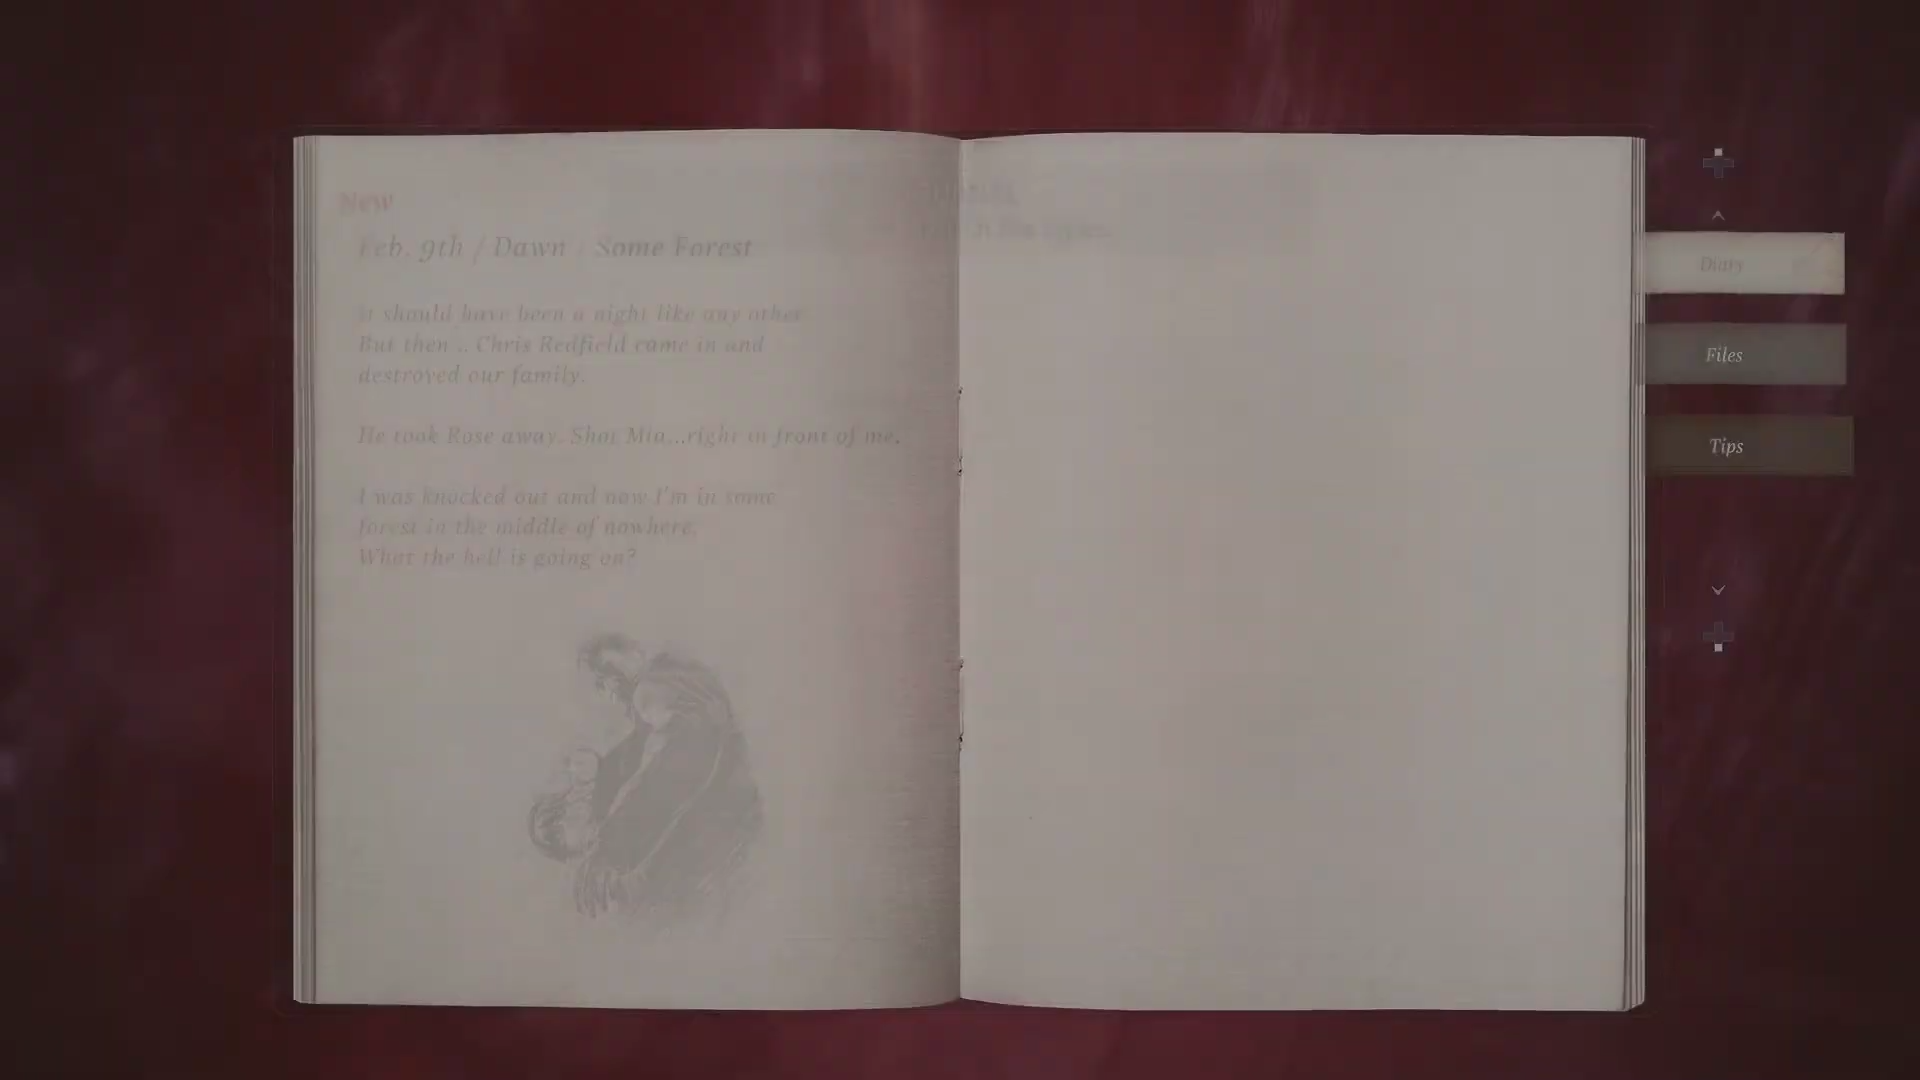 New
Feb. 9th / Dawn - Some Forest
It should have been a night like any other.
But then... Chris Redfield came in and
destroyed our family.
He took Rose away. Shot Mia...right in front of me.
I was knocked out and now I'm in some
forest in the middle of nowhere.
What the hell is going on?
Diary
Files
Tips